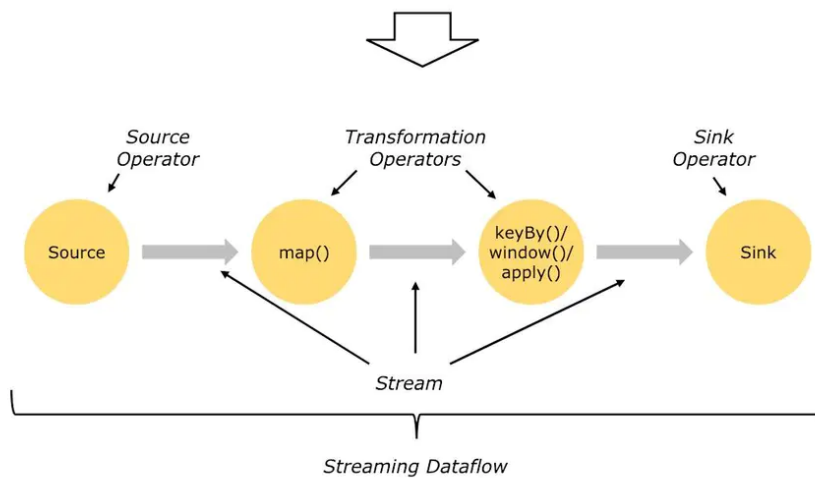 Source
Operator
Transformation
Operators
Sink
Operator
Source
map()
keyBy()/
window()/
apply()
Sink
Stream
Streaming Dataflow